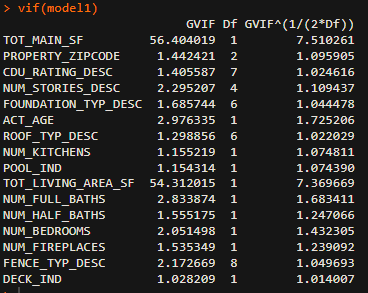 > vif(model1)
GVIF Df GVIF^(1/(2*Df))
TOT_MAIN_SF 56.404019 1 7.510261
PROPERTY_ZIPCODE 1.442421 2 1.095905
CDU_RATING_DESC 1.405587 7 1.024616
NUM_STORIES_DESC 2.295207 4 1.109437
FOUNDATION_TYP_DESC 1.685744 6 1.044478
ACT_AGE 2.976335 1 1.725206
ROOF_TYP_DESC 1.298856 6 1.022029
NUM_KITCHENS 1.155219 1 1.074811
POOL_IND 1.154314 1 1.074390
TOT_LIVING_AREA_SF 54.312015 1 7.369669
NUM_FULL_BATHS 2.833874 1 1.683411
NUM_HALF_BATHS 1.555175 1 1.247066
NUM_BEDROOMS 2.051498 1 1.432305
NUM_FIREPLACES 1.535349 1 1.239092
FENCE_TYP_DESC 2.172669 8 1.049693
DECK_IND 1.028209 1 1.014007